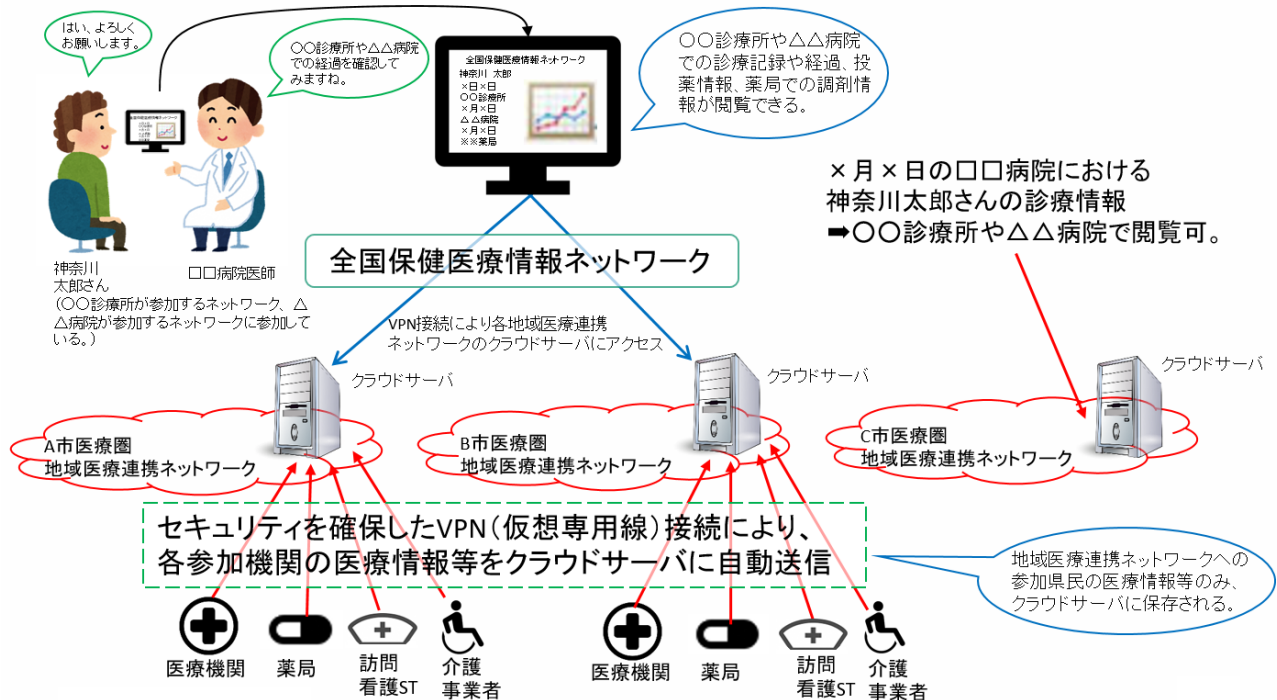 はい、よろしく
お願いします。
〇〇診療所や△△病院
での経過を確認して
みますね。
全国保健医療情報ネットワーク
神奈川 太郎
×日×日
〇〇診療所
×月×日
△△病院
×月×日
※※薬局
〇〇診療所や△△病院
での診療記録や経過、投
薬情報、薬局での調剤情
報が閲覧できる。
×月×日の□□病院における
神奈川太郎さんの診療情報
➡〇〇診療所や△△病院で閲覧可。
神奈川
太郎さん
□□病院医師
(〇〇診療所が参加するネットワーク、△
△病院が参加するネットワークに参加して
いる。)
全国保健医療情報ネットワーク
VPN接続により各地域医療連携
ネットワークのクラウドサーバにアクセス
クラウドサーバ
クラウドサーバ
クラウドサーバ
A市医療圏
地域医療連携ネットワーク
B市医療圏
地域医療連携ネットワーク
C市医療圏
地域医療連携ネットワーク
セキュリティを確保したVPN(仮想専用線)接続により、
各参加機関の医療情報等をクラウドサーバに自動送信
地域医療連携ネットワークへの
参加県民の医療情報等のみ、
クラウドサーバに保存される。
医療機関
薬局
訪問
看護ST
介護
事業者
医療機関
薬局
訪問
看護ST
介護
事業者